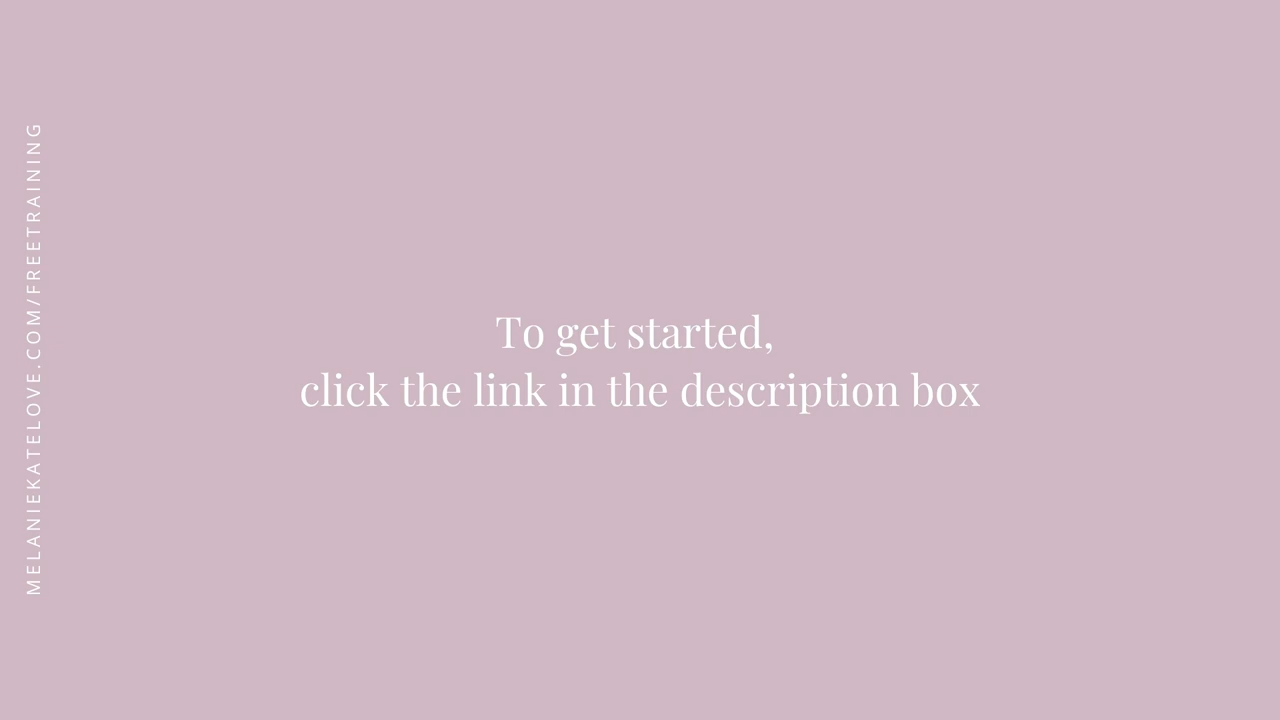 MELANIEKATELOVE.COM/FREETRAINING
To get started,
click the link in the description box